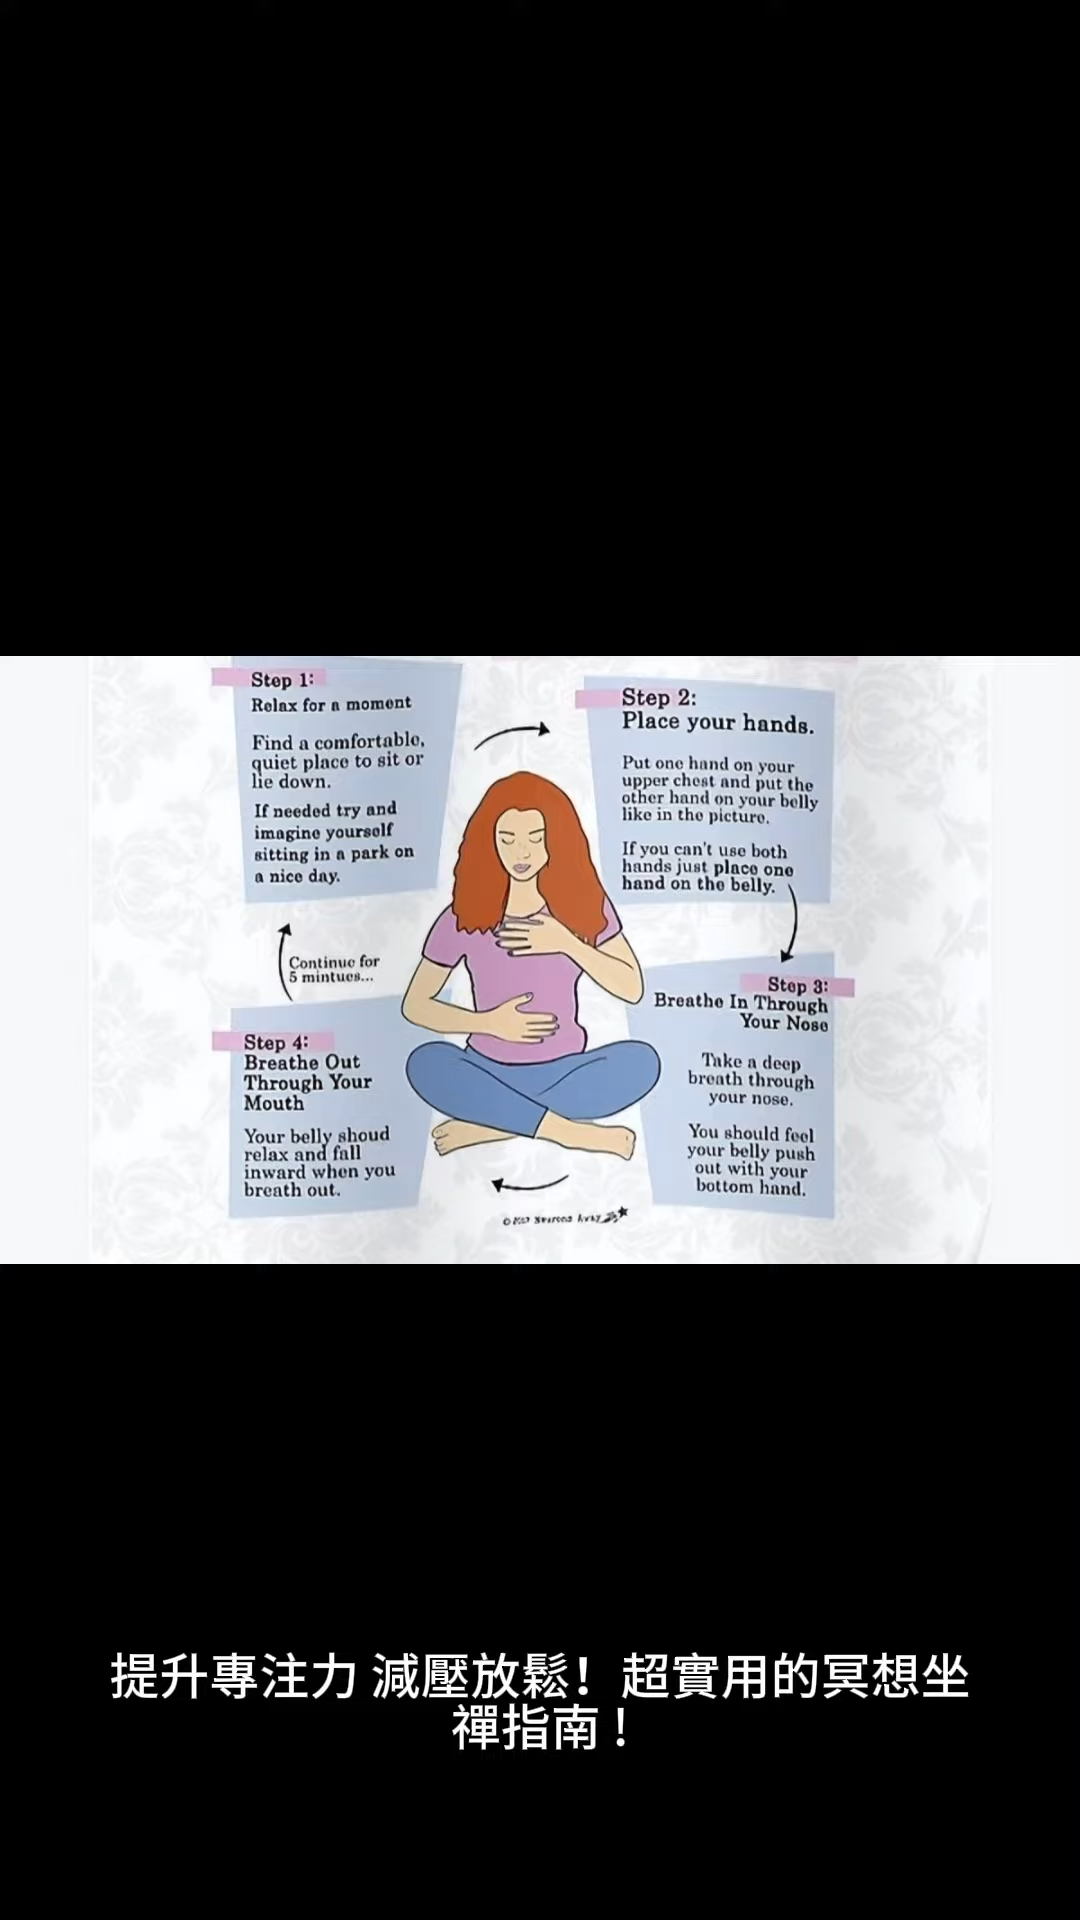 Step 1:
Relax for a moment
Find a comfortable,
quiet place to sit or
lie down.
If needed try and
imagine yourself
sitting in a park on
a nice day.
Step 2:
Place your hands.
Put one hand on your
upper chest and put the
other hand on your belly
like in the picture.
If you can't use both
hands just place one
hand on the belly.
Step 3:
Breathe In Through
Your Nose
Take a deep
breath through
your nose.
You should feel
your belly push
out with your
bottom hand.
Step 4:
Breathe Out
Through Your
Mouth
Your belly shoud
relax and fall
inward when you
breath out.
Continue for
5 mintues...
©
提升專注力 減壓放鬆！超實用的冥想坐
禪指南！